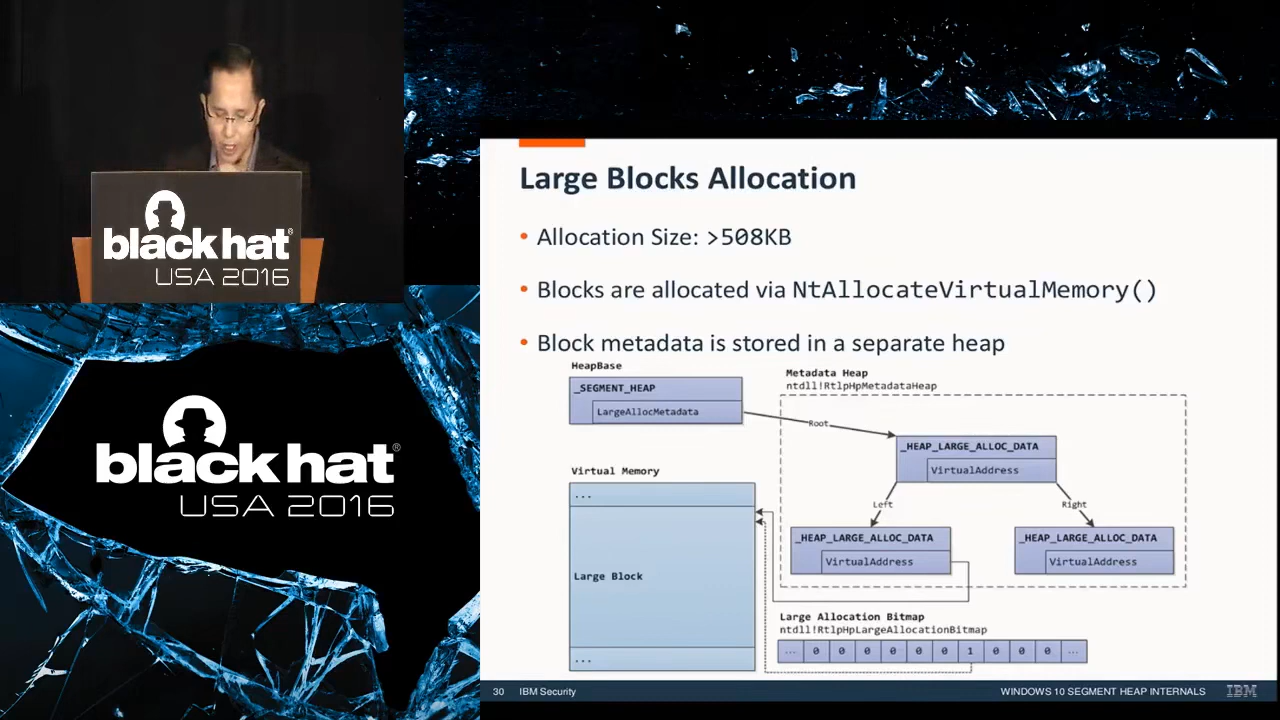 black hat®
USA 2016
black hat®
USA 2016
Large Blocks Allocation
• Allocation Size: >508KB
• Blocks are allocated via NtAllocateVirtualMemory()
• Block metadata is stored in a separate heap
HeapBase
_SEGMENT_HEAP
LargeAllocMetadata
Metadata Heap
ntdll!RtlpHpMetadataHeap
Root
_HEAP_LARGE_ALLOC_DATA
VirtualAddress
Left
Right
_HEAP_LARGE_ALLOC_DATA
VirtualAddress
_HEAP_LARGE_ALLOC_DATA
VirtualAddress
Virtual Memory
...
Large Block
...
Large Allocation Bitmap
ntdll!RtlpHpLargeAllocationBitmap
... 0 0 0 0 0 0 1 0 0 0 ...
30 IBM Security WINDOWS 10 SEGMENT HEAP INTERNALS IBM